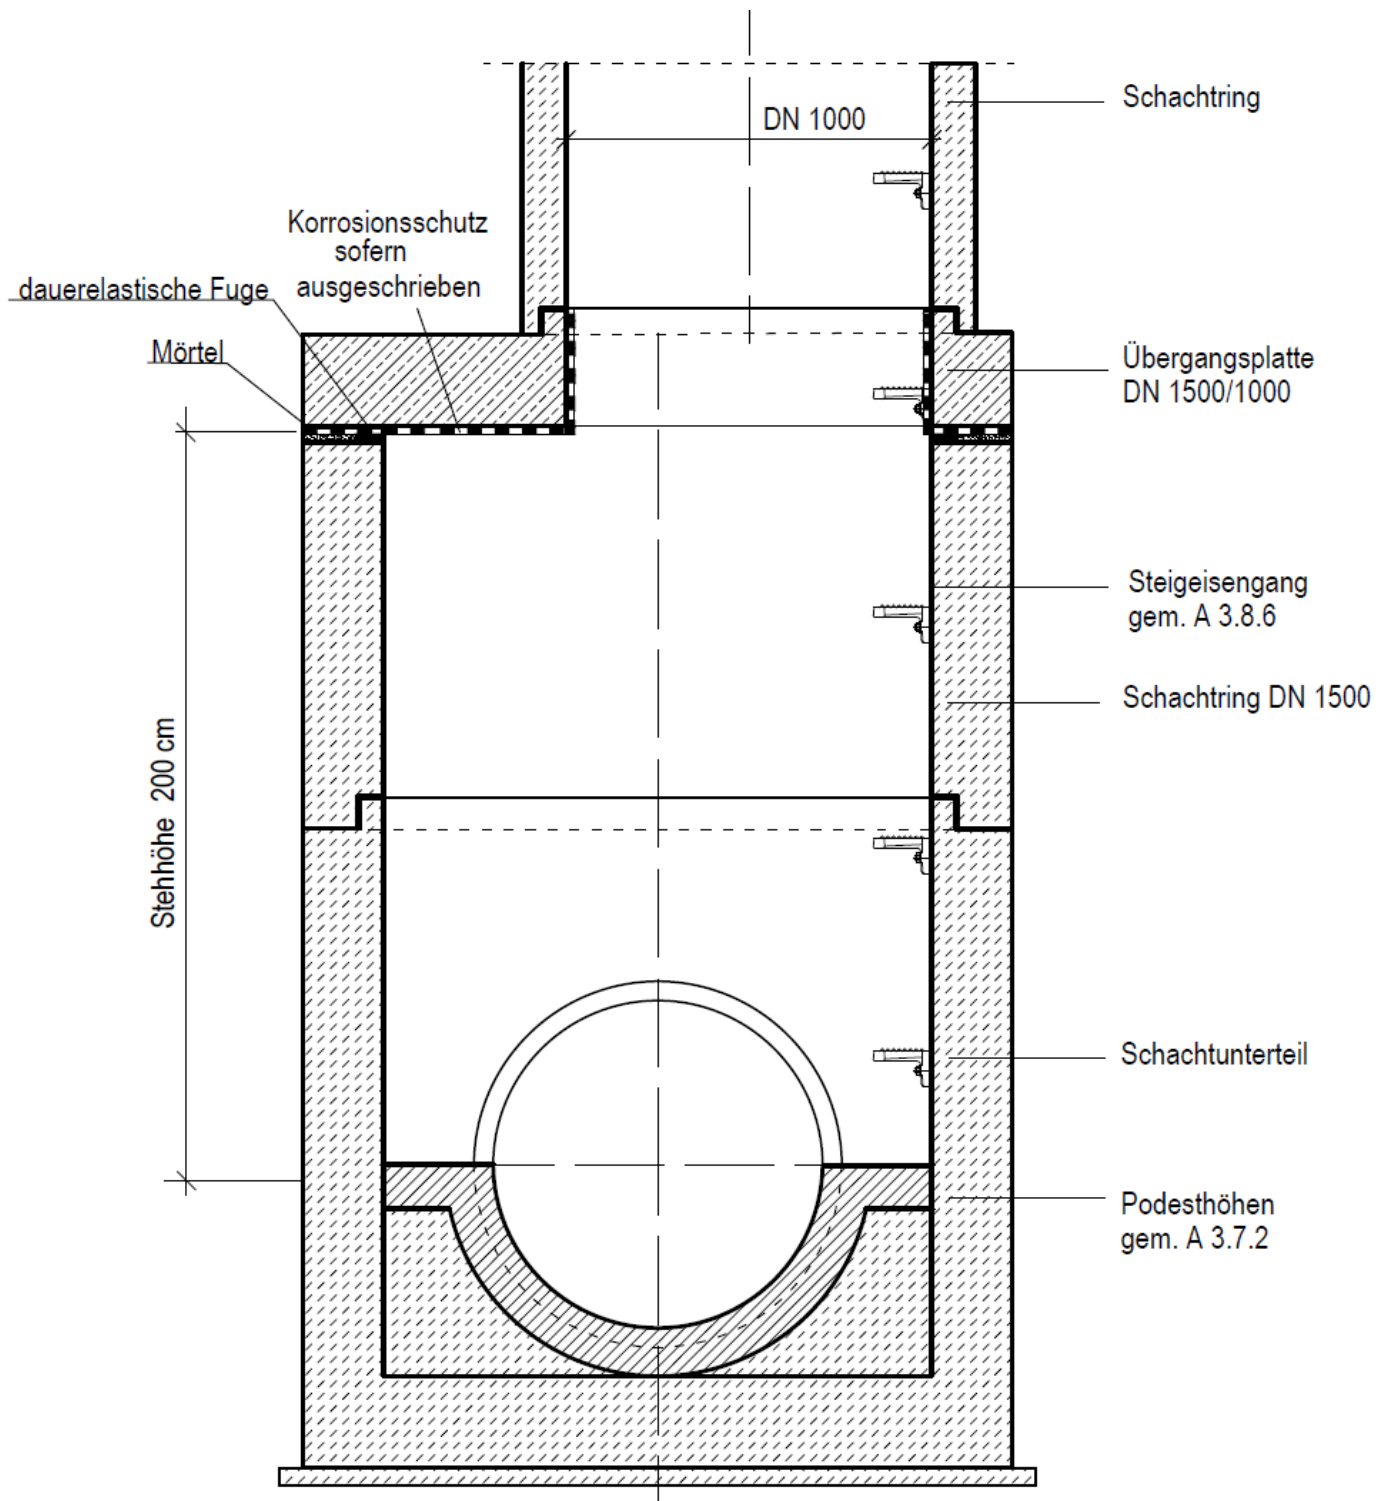 Schachtring
DN 1000
Korrosionsschutz
sofern
ausgeschrieben
dauerelastische Fuge
Mörtel
Übergangsplatte
DN 1500/1000
Steigeisengang
gem. A 3.8.6
Schachtring DN 1500
Stehhöhe 200 cm
Schachtunterteil
Podesthöhen
gem. A 3.7.2